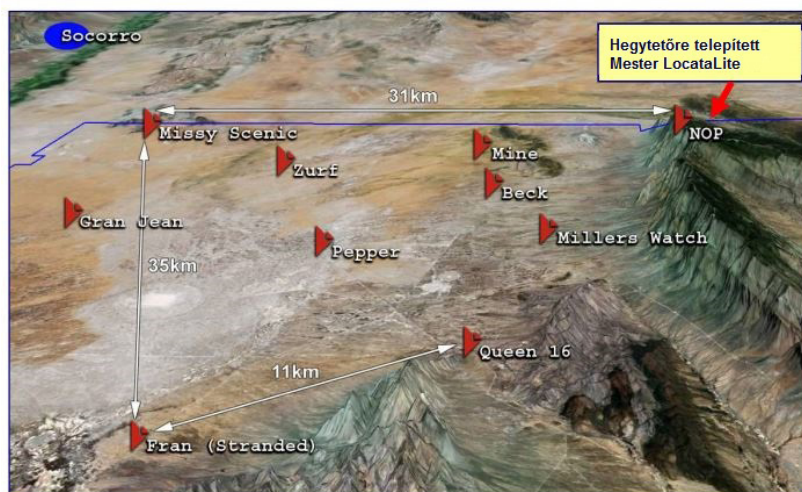 Socorro
Hegytetőre telepített
Mester LocataLite
31km
Missy Scenic
NOP
Mine
Zurf
Beck
Gran Jean
Millers Watch
Pepper
35km
Queen 16
11km
Fran (Stranded)